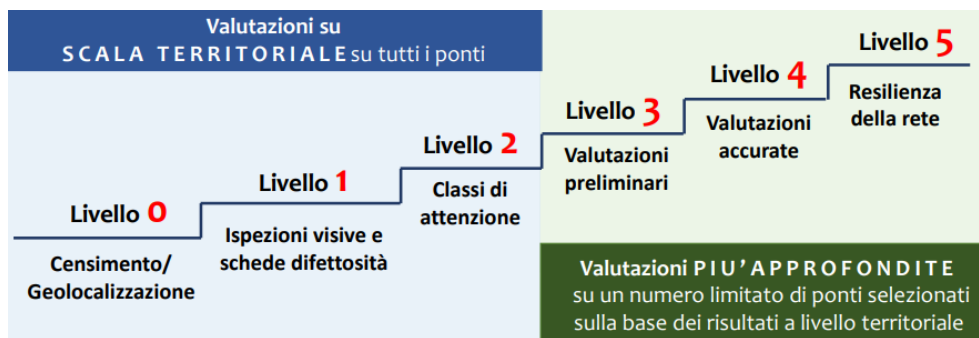 Valutazioni su
SCALA TERRITORIALE su tutti i ponti
Livello 0
Censimento/
Geolocalizzazione
Livello 1
Ispezioni visive e
schede difettosità
Livello 2
Classi di
attenzione
Livello 3
Valutazioni
preliminari
Livello 4
Valutazioni
accurate
Livello 5
Resilienza
della rete
Valutazioni PIU’ APPROFONDITE
su un numero limitato di ponti selezionati
sulla base dei risultati a livello territoriale